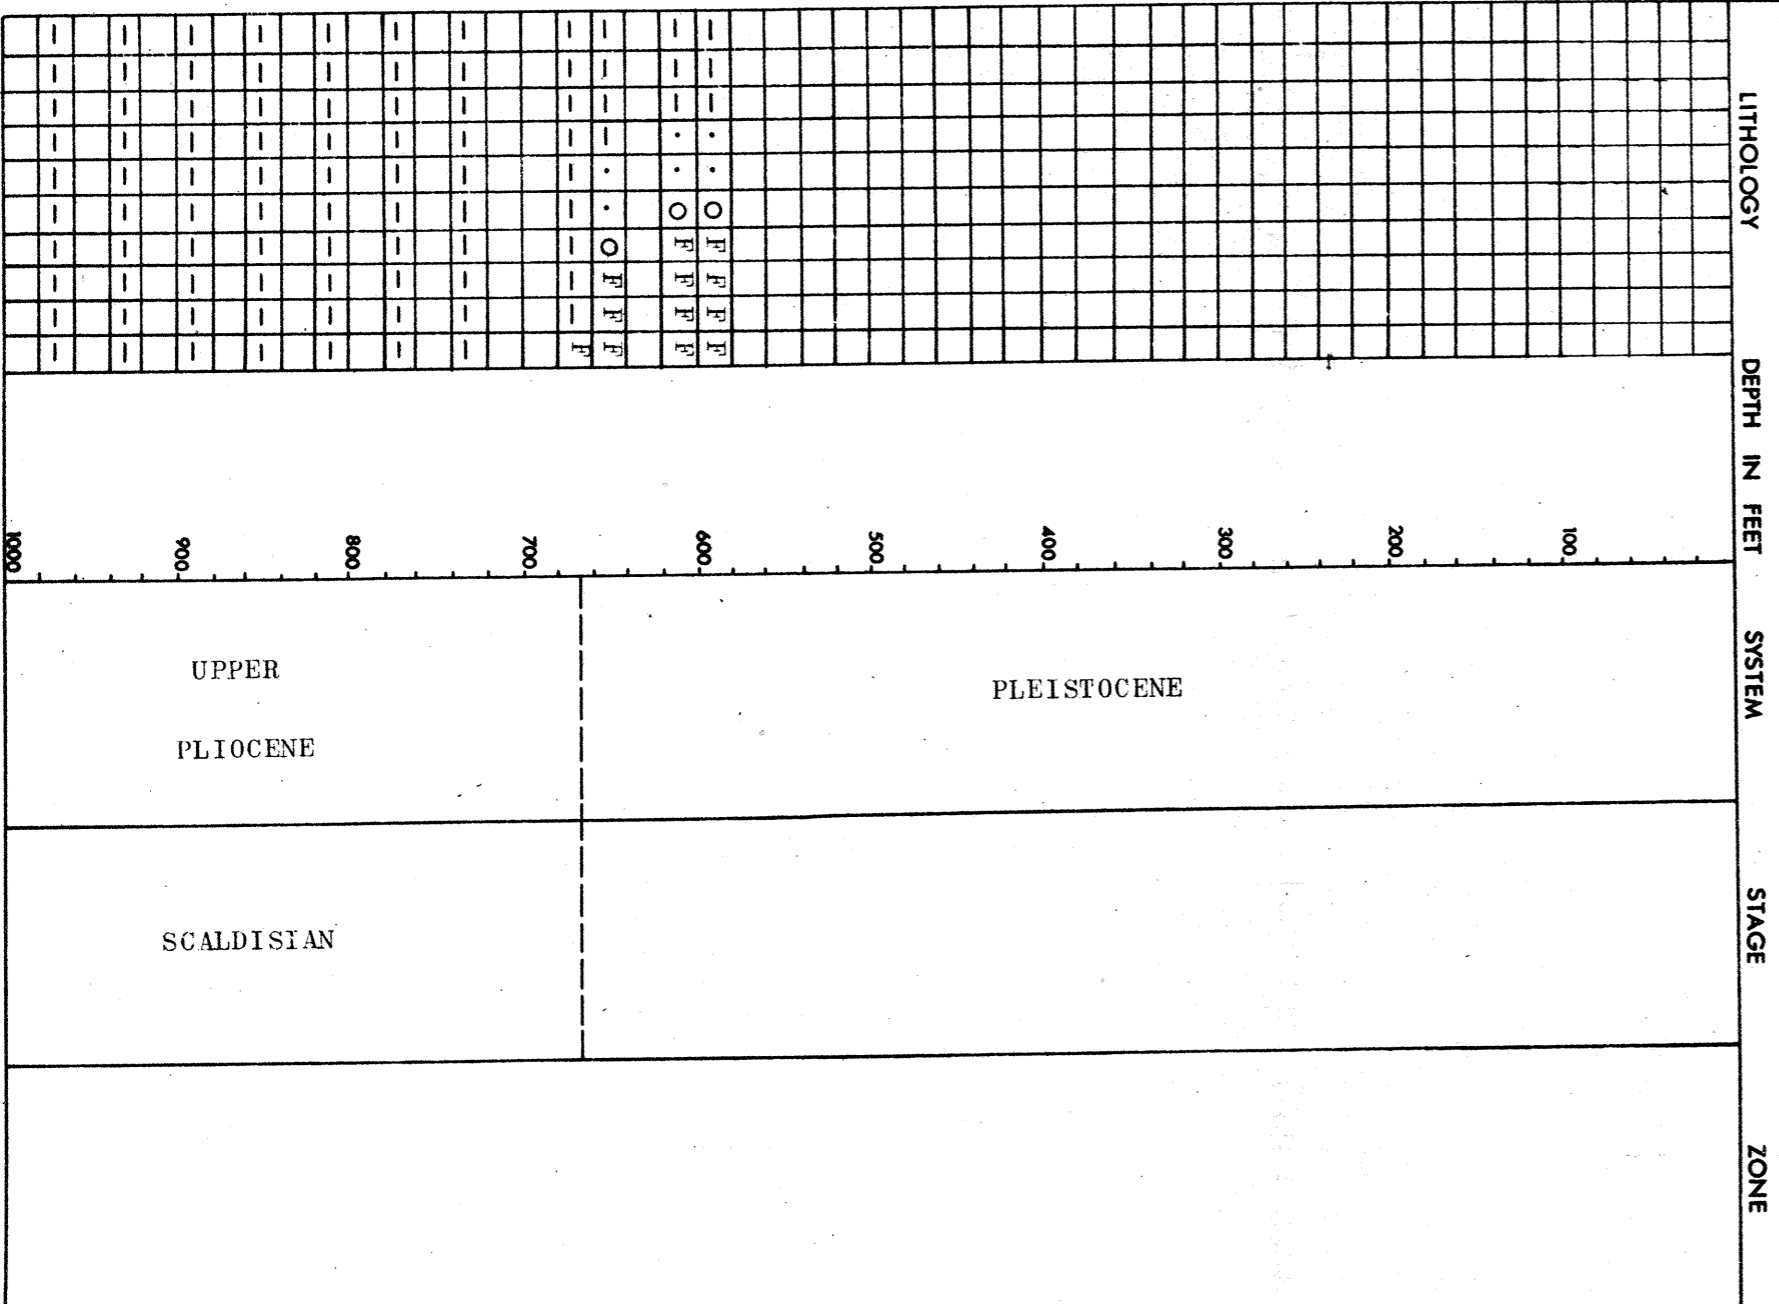 LITHOLOGY
DEPTH IN FEET
SYSTEM
STAGE
ZONE
100
200
300
400
500
600
700
800
900
1000
- - - . . O F F F F
- - - . . O F F F F
- - - - . . O F F F
- - - - - - - - - F
- - - - - - - - - -
- - - - - - - - - -
- - - - - - - - - -
- - - - - - - - - -
- - - - - - - - - -
- - - - - - - - - -
- - - - - - - - - -
PLEISTOCENE
UPPER
PLIOCENE
SCALDISIAN